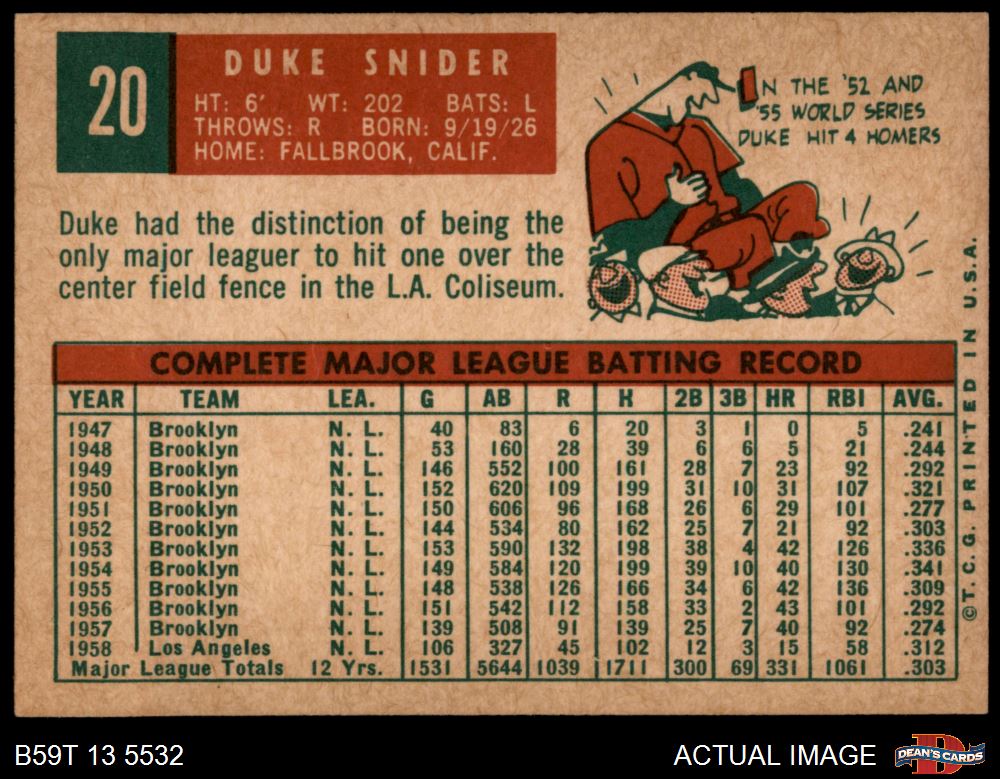 20
DUKE SNIDER
HT: 6' WT: 202 BATS: L
THROWS: R BORN: 9/19/26
HOME: FALLBROOK, CALIF.
IN THE '52 AND
'55 WORLD SERIES
DUKE HIT 4 HOMERS
Duke had the distinction of being the
only major leaguer to hit one over the
center field fence in the L.A. Coliseum.
COMPLETE MAJOR LEAGUE BATTING RECORD
YEAR TEAM LEA. G AB R H 2B 3B HR RBI AVG.
1947 Brooklyn N. L. 40 83 6 20 3 1 0 5 .241
1948 Brooklyn N. L. 53 160 28 39 6 6 5 21 .244
1949 Brooklyn N. L. 146 552 100 161 28 7 23 92 .292
1950 Brooklyn N. L. 152 620 109 199 31 10 31 107 .321
1951 Brooklyn N. L. 150 606 96 168 26 6 29 101 .277
1952 Brooklyn N. L. 144 534 80 162 25 7 21 92 .303
1953 Brooklyn N. L. 153 590 132 198 38 4 42 126 .336
1954 Brooklyn N. L. 149 584 120 199 39 10 40 130 .341
1955 Brooklyn N. L. 148 538 126 166 34 6 42 136 .309
1956 Brooklyn N. L. 151 542 112 158 33 2 43 101 .292
1957 Brooklyn N. L. 139 508 91 139 25 7 40 92 .274
1958 Los Angeles N. L. 106 327 45 102 12 3 15 58 .312
Major League Totals 12 Yrs. 1531 5644 1039 1711 300 69 331 1061 .303
©T.C.G. PRINTED IN U.S.A.
B59T 13 5532
ACTUAL IMAGE
D
DEAN'S CARDS